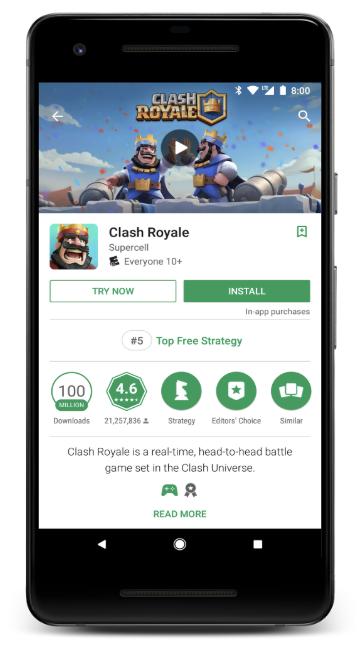 8:00
CLASH
ROYALE
Clash Royale
Supercell
Everyone 10+
TRY NOW
INSTALL
In-app purchases
#5 Top Free Strategy
100
MILLION
4.6
Downloads
21,257,836
Strategy
Editors' Choice
Similar
Clash Royale is a real-time, head-to-head battle
game set in the Clash Universe.
READ MORE